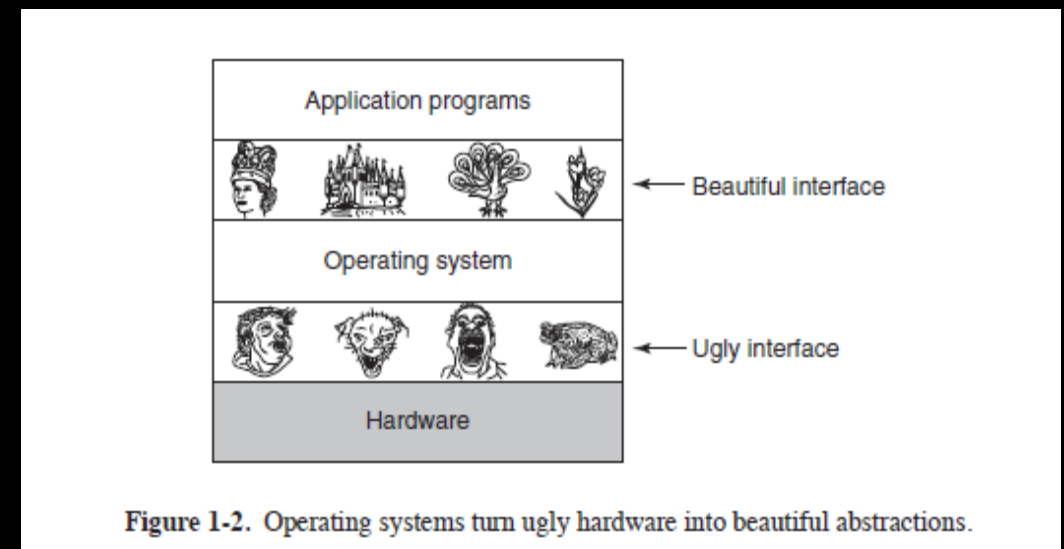 Application programs
Beautiful interface
Operating system
Ugly interface
Hardware
Figure 1-2. Operating systems turn ugly hardware into beautiful abstractions.